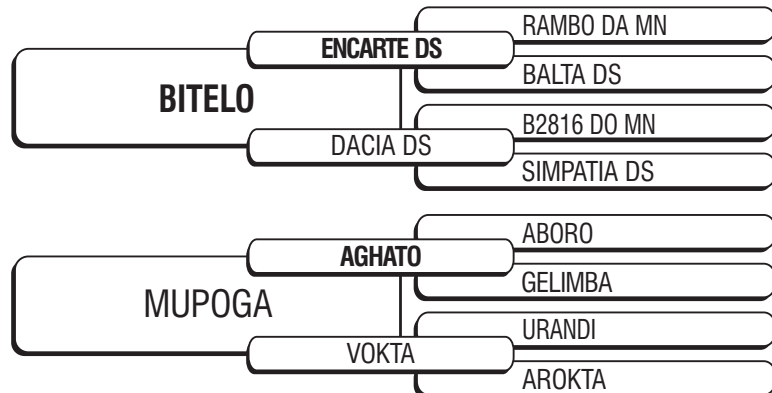 RAMBO DA MN
ENCARTE DS
BALTA DS
BITELO
B2816 DO MN
DACIA DS
SIMPATIA DS
ABORO
AGHATO
GELIMBA
MUPOGA
URANDI
VOKTA
AROKTA